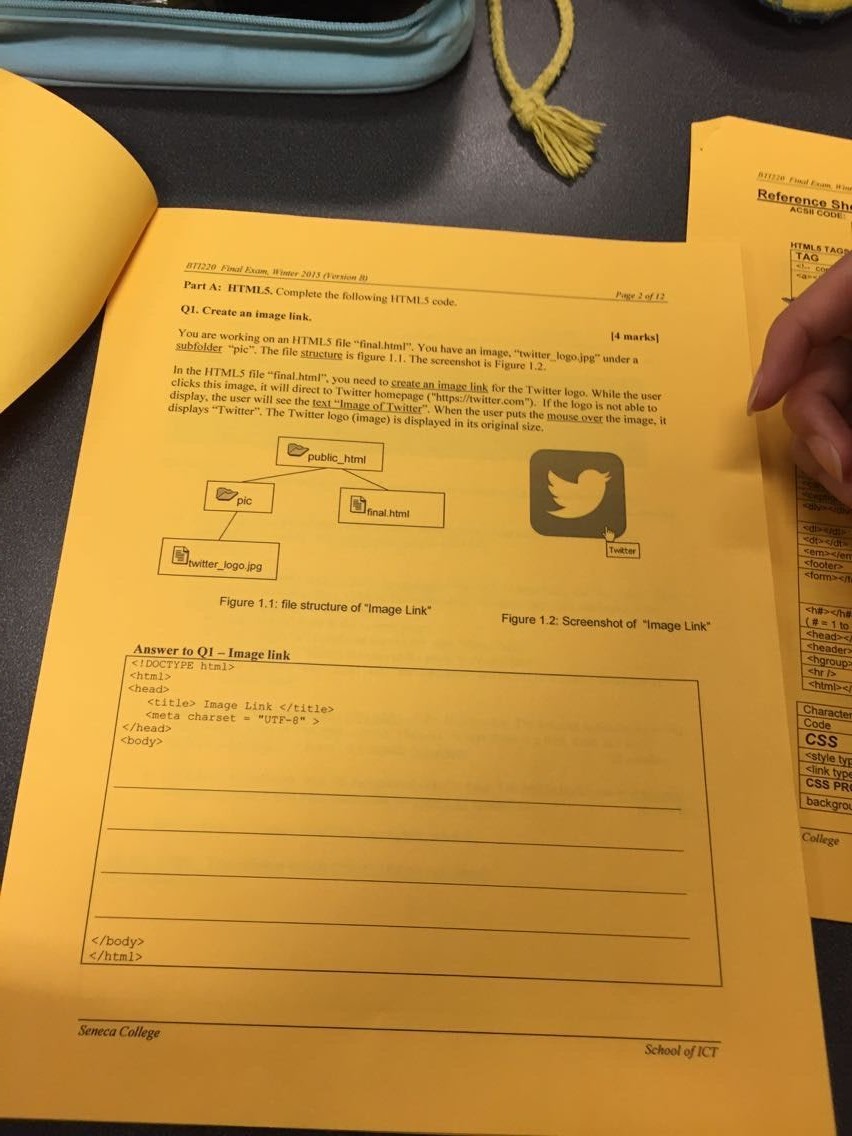 BTI220 Final Exam, Winter 2015 (Version B)
Page 2 of 12
Part A: HTML5. Complete the following HTML5 code.
Q1. Create an image link.
[4 marks]
You are working on an HTML5 file “final.html”. You have an image, “twitter_logo.jpg” under a
subfolder “pic”. The file structure is figure 1.1. The screenshot is Figure 1.2.
In the HTML5 file “final.html”, you need to create an image link for the Twitter logo. While the user
clicks this image, it will direct to Twitter homepage ("https://twitter.com"). If the logo is not able to
display, the user will see the text “Image of Twitter”. When the user puts the mouse over the image, it
displays “Twitter”. The Twitter logo (image) is displayed in its original size.
public_html
pic
final.html
twitter_logo.jpg
Twitter
Figure 1.1: file structure of "Image Link"
Figure 1.2: Screenshot of "Image Link"
Answer to Q1 – Image link
<!DOCTYPE html>
<html>
<head>
<title> Image Link </title>
<meta charset = "UTF-8" >
</head>
<body>
</body>
</html>
Seneca College
School of ICT
BTI220 Final Exam,
Reference
ACSII CODE:
HTML5
TAG
<dl></dl>
<dt></dt>
<em></em
<footer>
<form></
<h#></h#
( # = 1 to
<head></
<header>
<hgroup>
<hr />
<html></
Character
Code
CSS
<style typ
<link type
CSS PR
backgrou
College